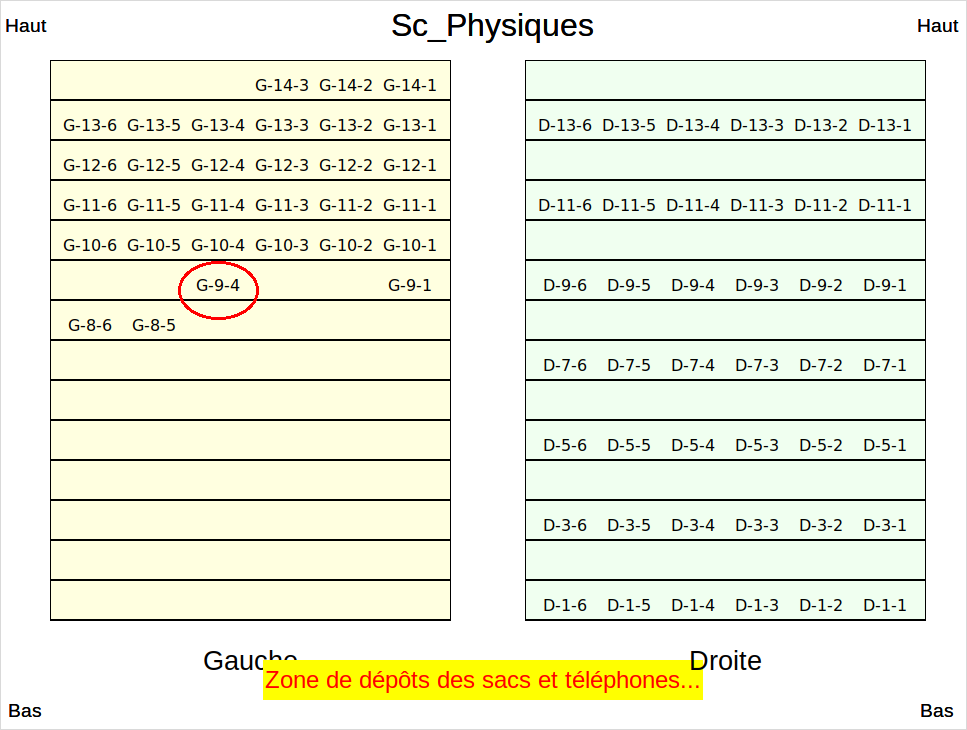 Haut Sc_Physiques Haut
G-14-3 G-14-2 G-14-1
G-13-6 G-13-5 G-13-4 G-13-3 G-13-2 G-13-1 D-13-6 D-13-5 D-13-4 D-13-3 D-13-2 D-13-1
G-12-6 G-12-5 G-12-4 G-12-3 G-12-2 G-12-1
G-11-6 G-11-5 G-11-4 G-11-3 G-11-2 G-11-1 D-11-6 D-11-5 D-11-4 D-11-3 D-11-2 D-11-1
G-10-6 G-10-5 G-10-4 G-10-3 G-10-2 G-10-1
G-9-4 G-9-1 D-9-6 D-9-5 D-9-4 D-9-3 D-9-2 D-9-1
G-8-6 G-8-5
D-7-6 D-7-5 D-7-4 D-7-3 D-7-2 D-7-1
D-5-6 D-5-5 D-5-4 D-5-3 D-5-2 D-5-1
D-3-6 D-3-5 D-3-4 D-3-3 D-3-2 D-3-1
D-1-6 D-1-5 D-1-4 D-1-3 D-1-2 D-1-1
Gauche Droite
Zone de dépôts des sacs et téléphones...
Bas Bas